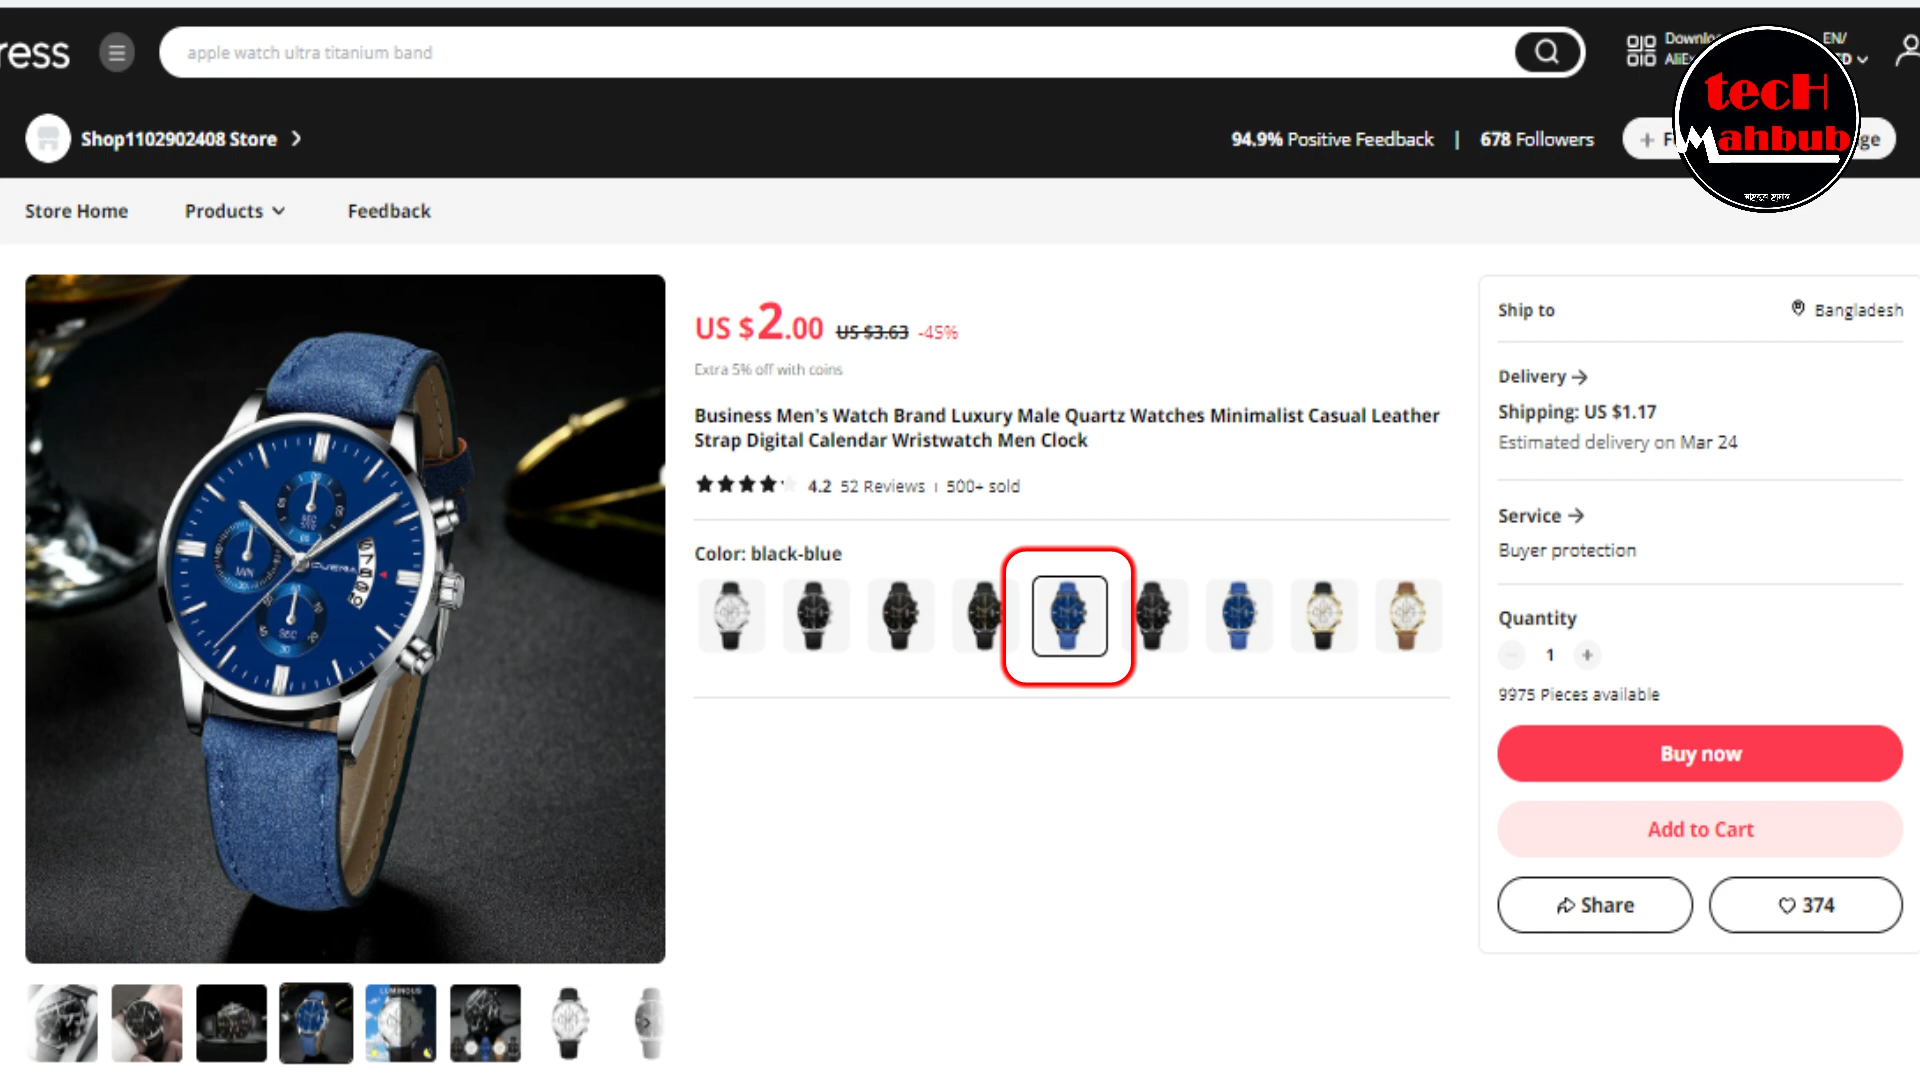 ress
apple watch ultra titanium band
EN/
Shop1102902408 Store
94.9% Positive Feedback | 678 Followers
tecH
Mahbub
Store Home
Products
Feedback
US $2.00 US $3.63 -45%
Extra 5% off with coins
Business Men's Watch Brand Luxury Male Quartz Watches Minimalist Casual Leather
Strap Digital Calendar Wristwatch Men Clock
4.2 52 Reviews | 500+ sold
Color: black-blue
Ship to
Bangladesh
Delivery
Shipping: US $1.17
Estimated delivery on Mar 24
Service
Buyer protection
Quantity
1
9975 Pieces available
Buy now
Add to Cart
Share
374
LUMINOUS